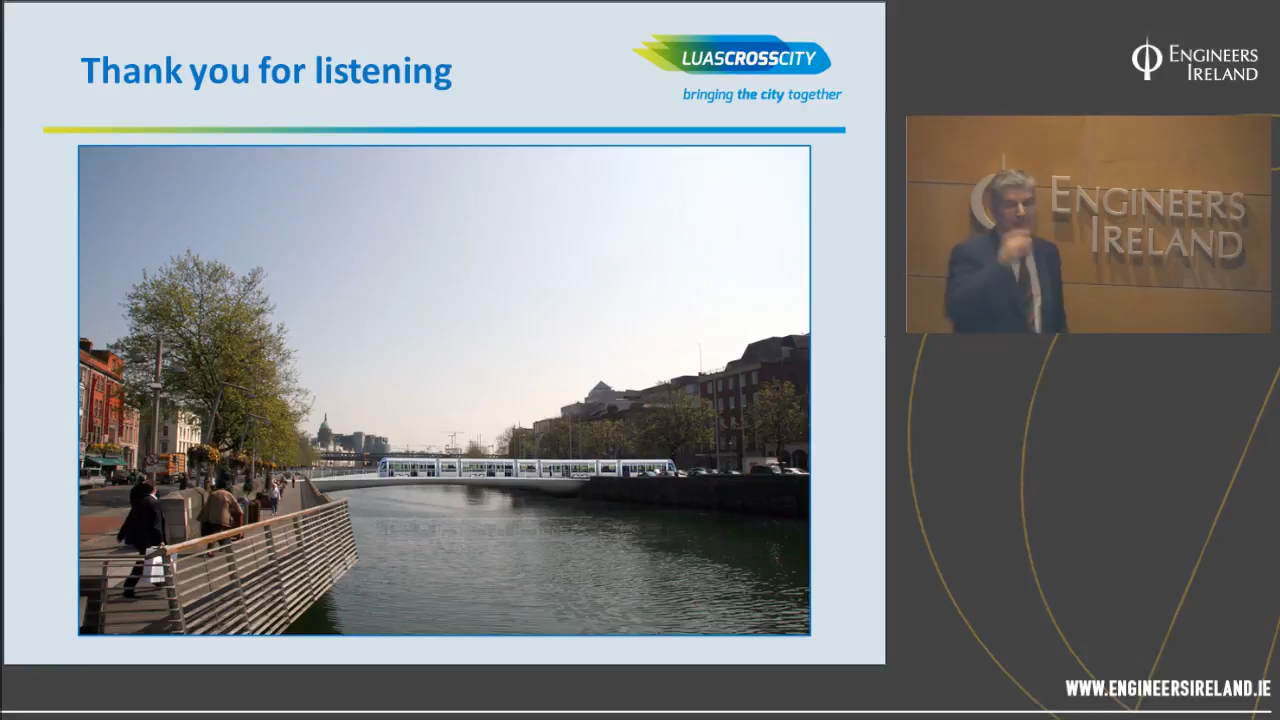 Thank you for listening
LUASCROSSCITY
bringing the city together
ENGINEERS
IRELAND
ENGINEERS
IRELAND
WWW.ENGINEERSIRELAND.IE